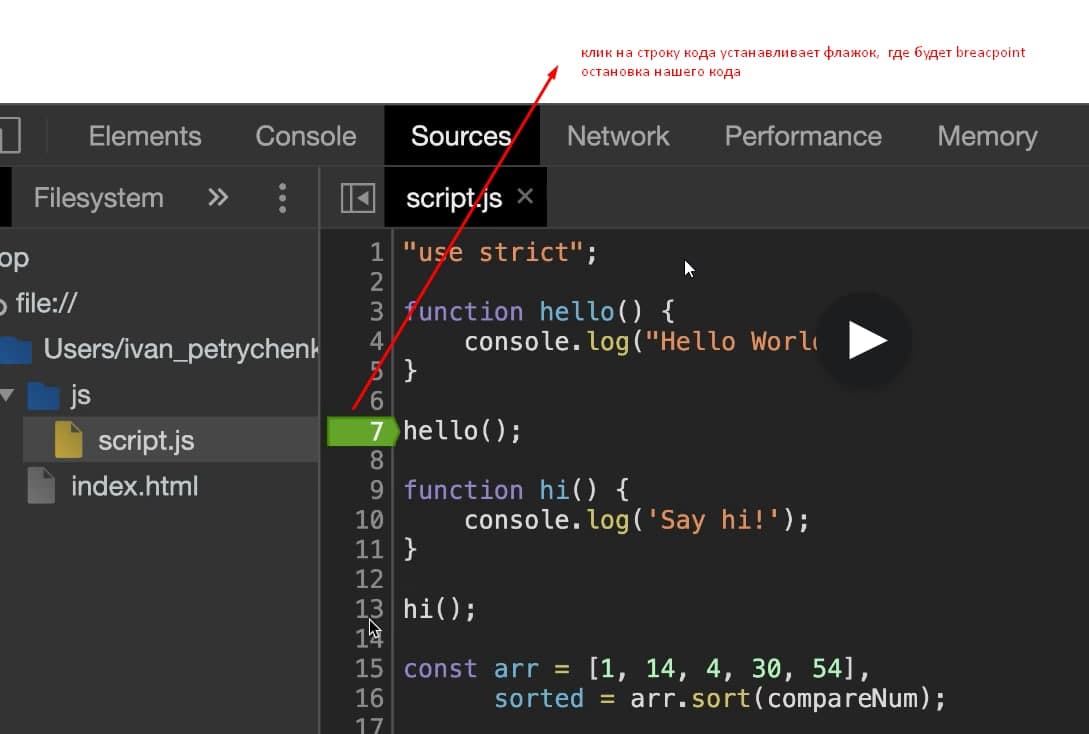 клик на строку кода устанавливает флажок, где будет breacpoint
остановка нашего кода
Elements Console Sources Network Performance Memory
Filesystem » script.js ×
op
file://
Users/ivan_petrychenk
js
script.js
index.html
1 "use strict";
2
3 function hello() {
4 console.log("Hello Worl
5 }
6
7 hello();
8
9 function hi() {
10 console.log('Say hi!');
11 }
12
13 hi();
14
15 const arr = [1, 14, 4, 30, 54],
16 sorted = arr.sort(compareNum);
17